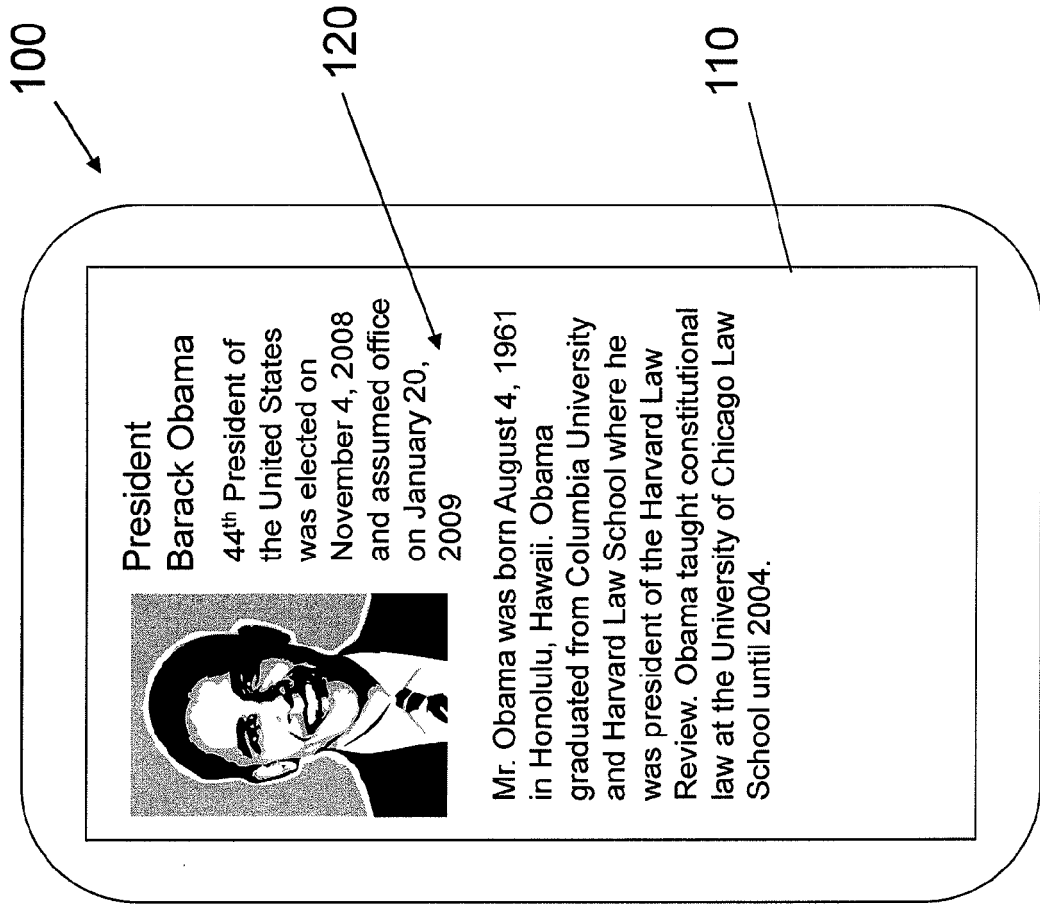 100
120
110
President
Barack Obama
44th President of
the United States
was elected on
November 4, 2008
and assumed office
on January 20,
2009
Mr. Obama was born August 4, 1961
in Honolulu, Hawaii. Obama
graduated from Columbia University
and Harvard Law School where he
was president of the Harvard Law
Review. Obama taught constitutional
law at the University of Chicago Law
School until 2004.